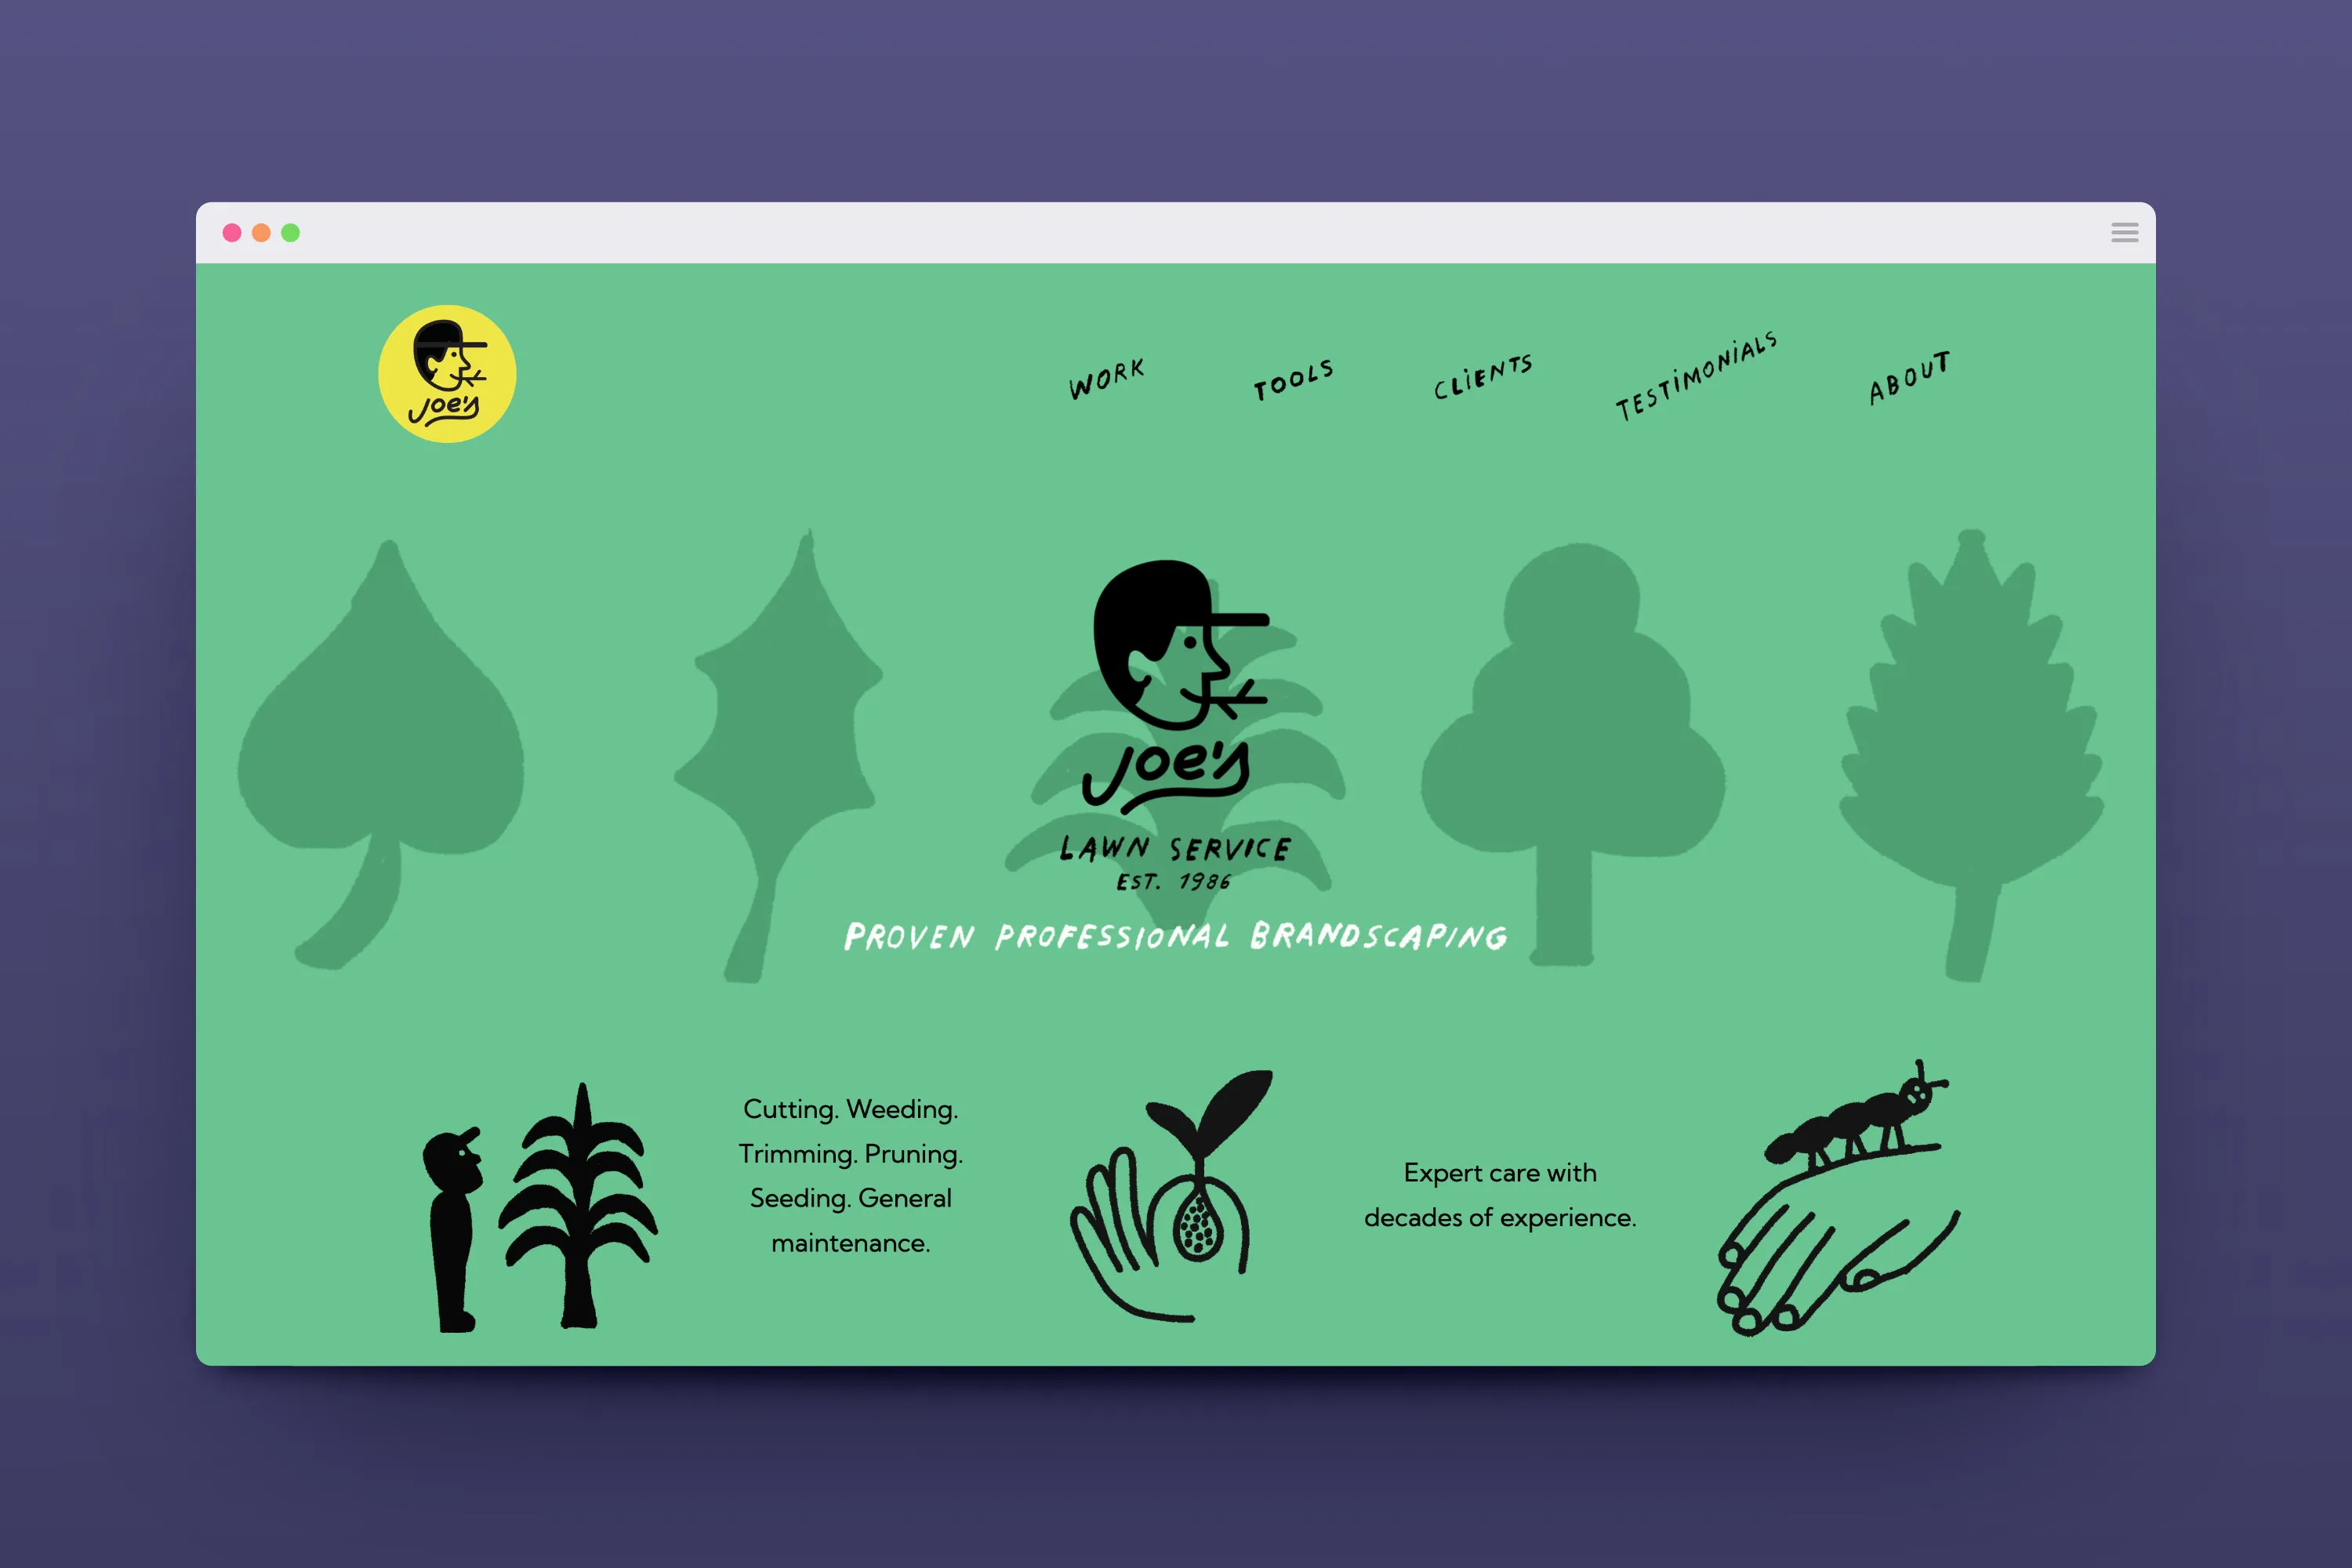 Joe's
WORK
TOOLS
CLiENTS
TESTiMONiALS
ABOUT
Joe's
LAWN SERVICE
EST. 1986
PROVEN PROFESSIONAL BRANDSCAPING
Cutting. Weeding.
Trimming. Pruning.
Seeding. General
maintenance.
Expert care with
decades of experience.